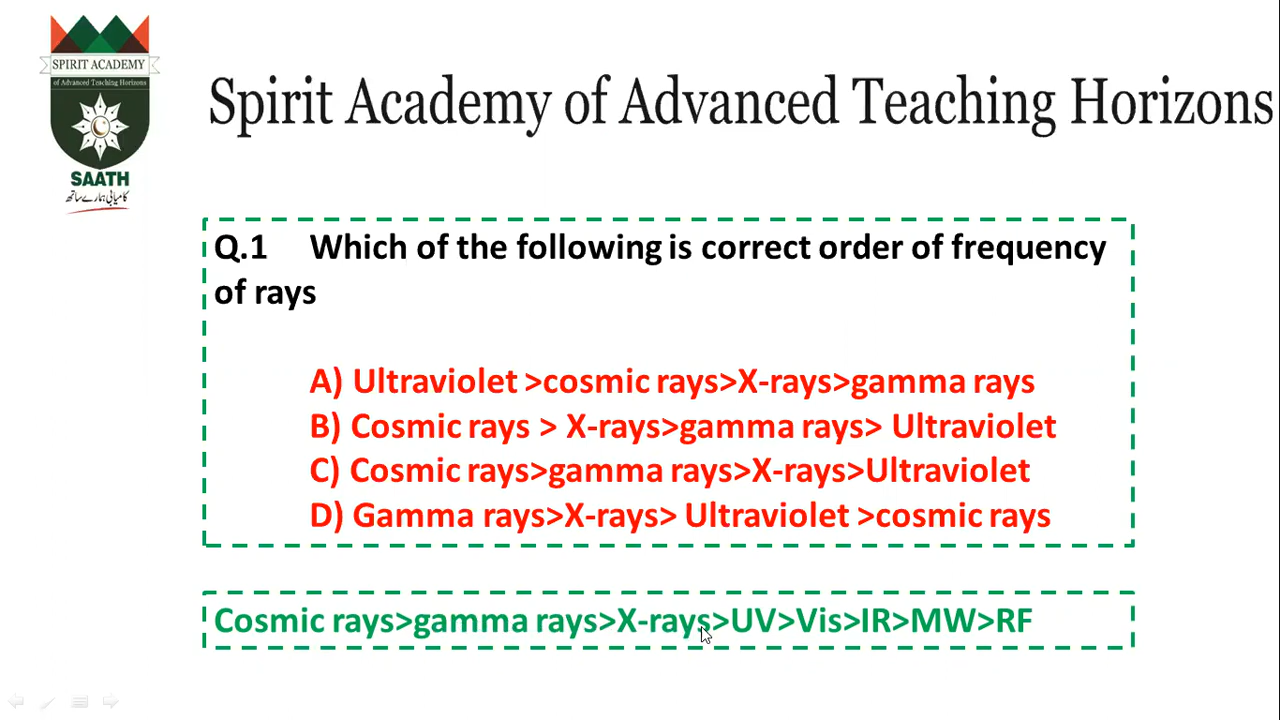 SPIRIT ACADEMY
of Advanced Teaching Horizons
SAATH
کامیابی ہمارے ساتھ
Spirit Academy of Advanced Teaching Horizons
Q.1 Which of the following is correct order of frequency
of rays
A) Ultraviolet >cosmic rays>X-rays>gamma rays
B) Cosmic rays > X-rays>gamma rays> Ultraviolet
C) Cosmic rays>gamma rays>X-rays>Ultraviolet
D) Gamma rays>X-rays> Ultraviolet >cosmic rays
Cosmic rays>gamma rays>X-rays>UV>Vis>IR>MW>RF